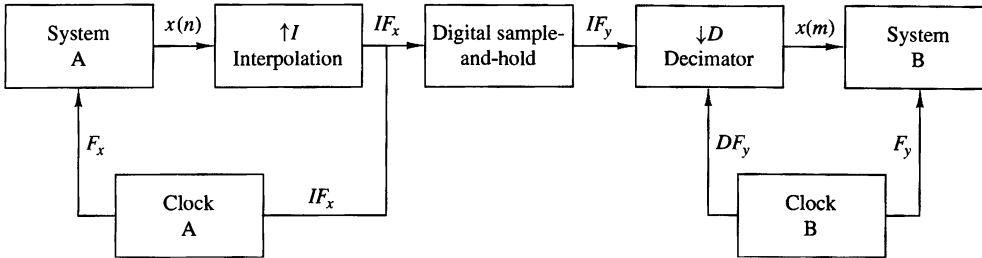 System
A
x(n)
↑I
Interpolation
IFx
Digital sample-
and-hold
IFy
↓D
Decimator
x(m)
System
B
Fx
IFx
Clock
A
DFy
Fy
Clock
B